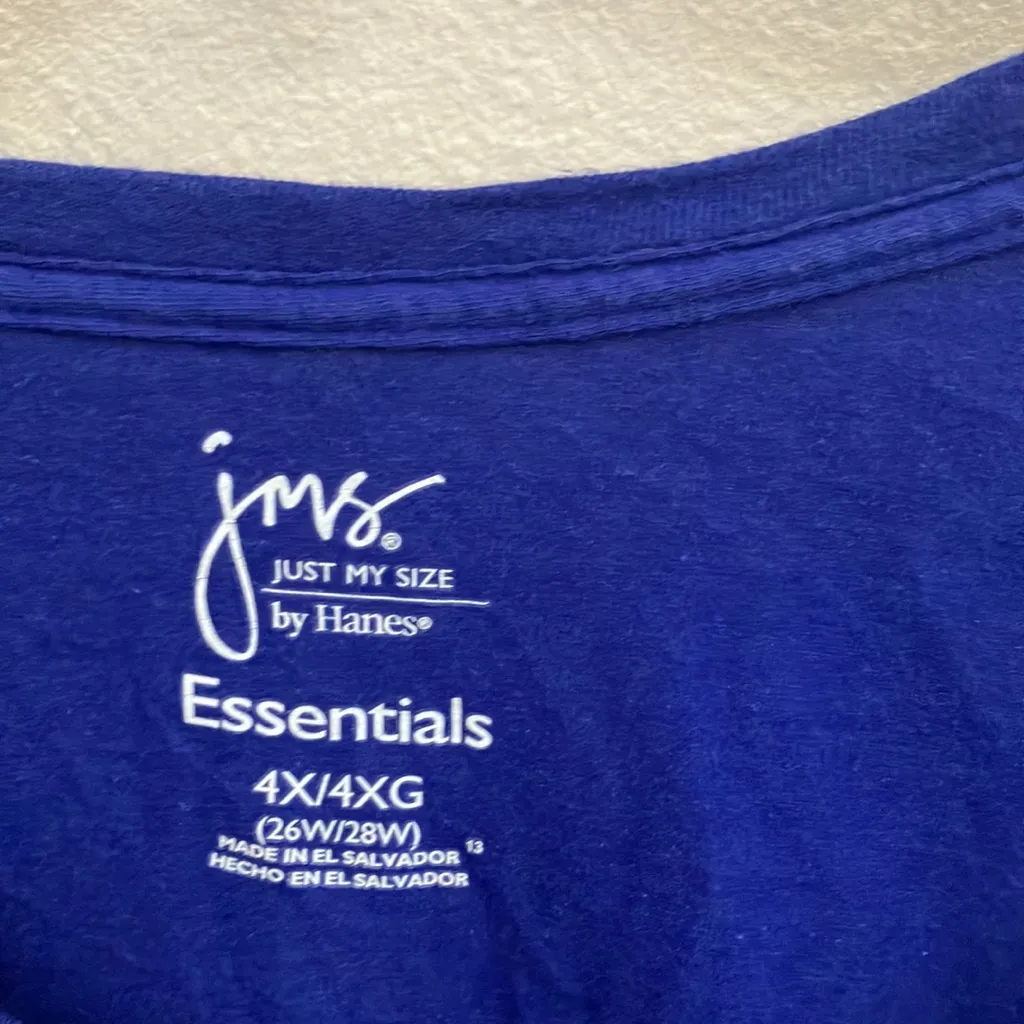 jms®
JUST MY SIZE
by Hanes®
Essentials
4X/4XG
(26W/28W)
MADE IN EL SALVADOR 13
HECHO EN EL SALVADOR